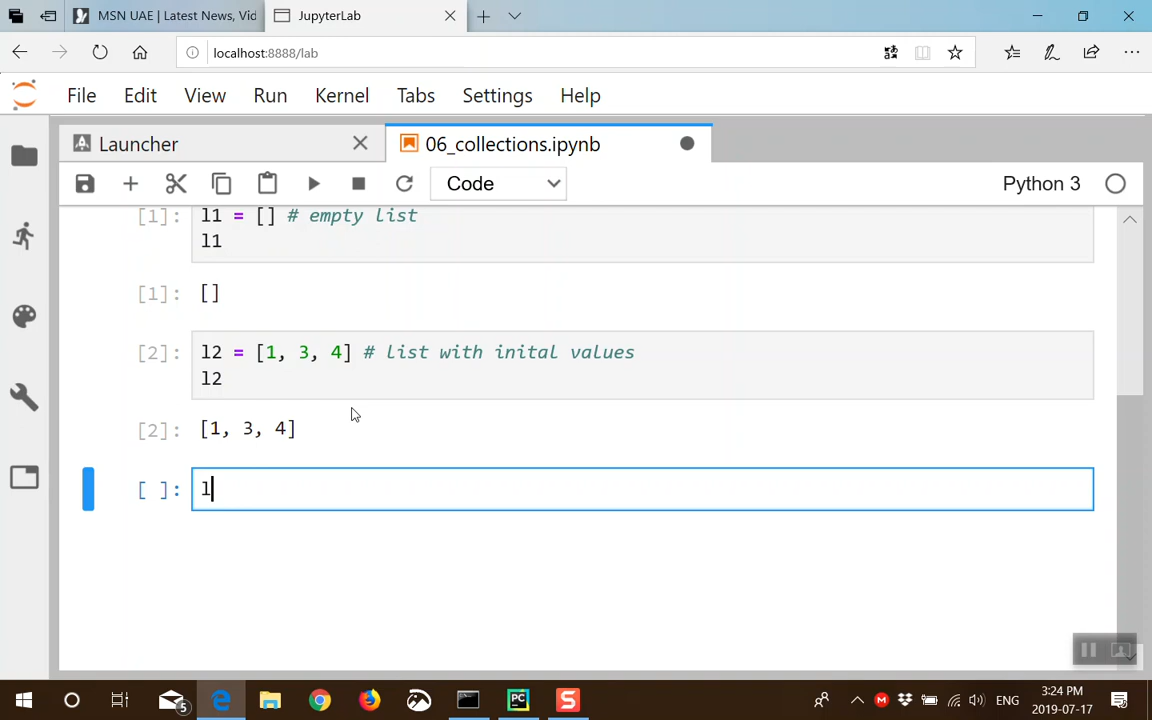 MSN UAE | Latest News, Vid
JupyterLab
localhost:8888/lab
File Edit View Run Kernel Tabs Settings Help
Launcher
06_collections.ipynb
Code
Python 3
[1]: l1 = [] # empty list
l1
[1]: []
[2]: l2 = [1, 3, 4] # list with inital values
l2
[2]: [1, 3, 4]
[ ]: l
5
PC
S
M
ENG
3:24 PM
2019-07-17